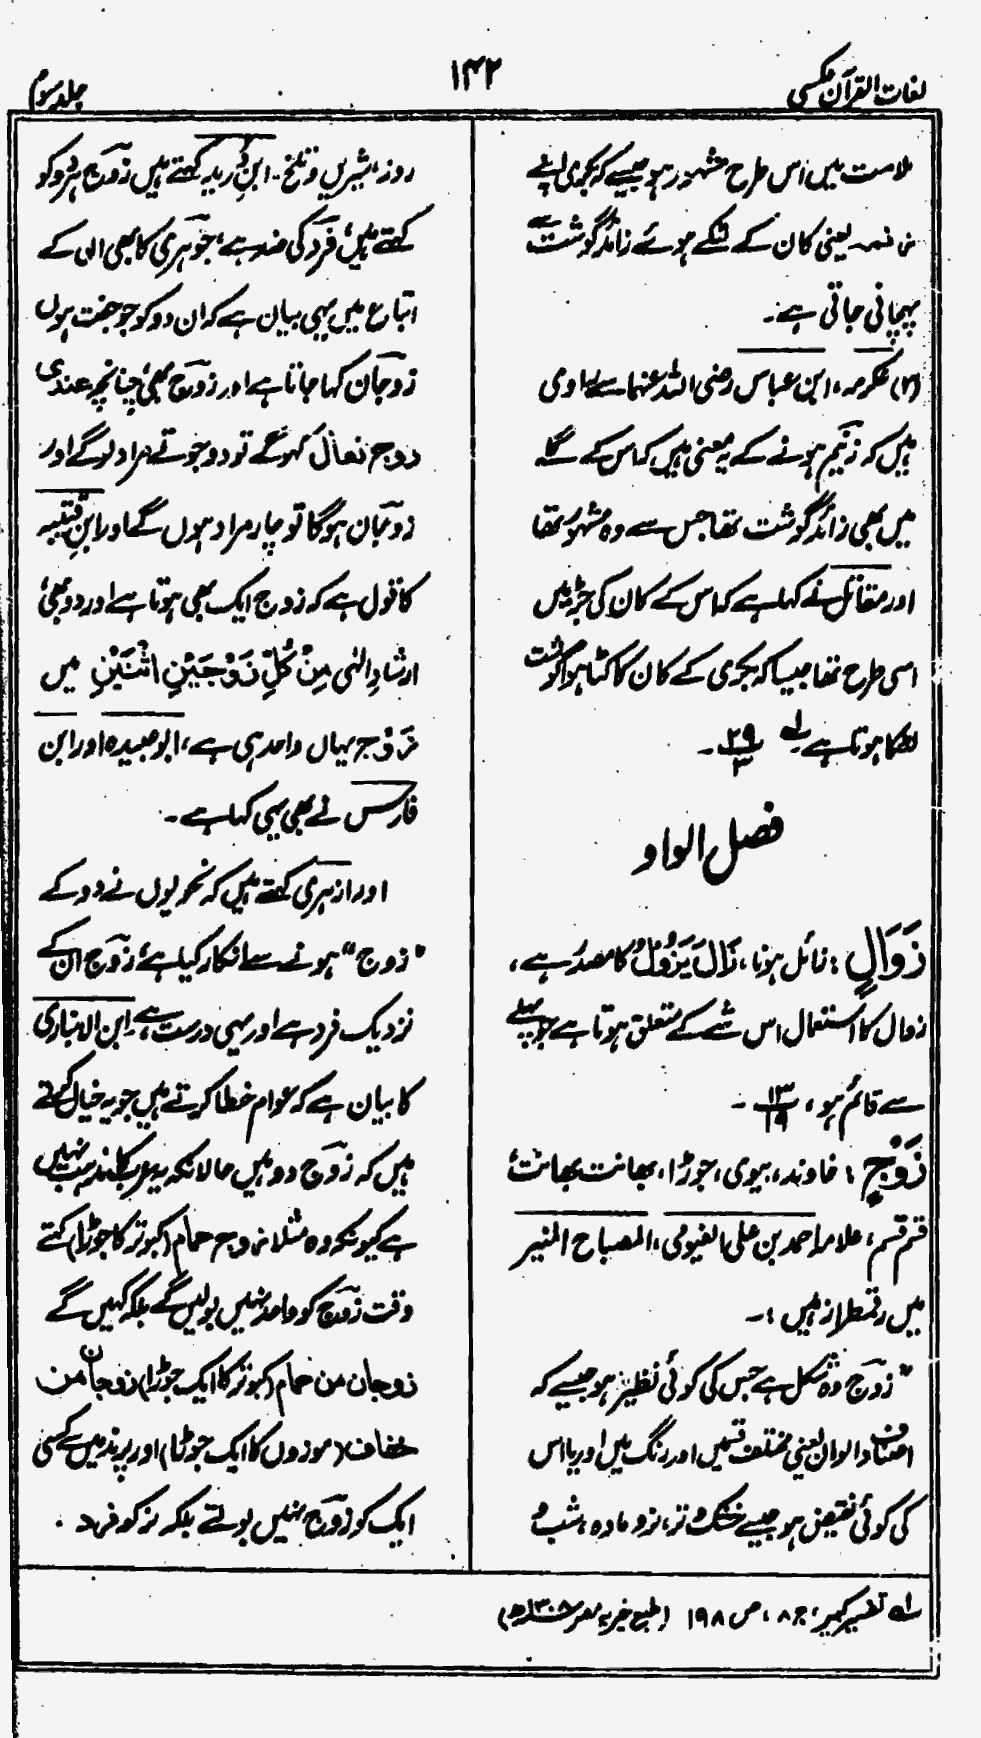 لغات القرآن عکسی
۱۴۲
جلد سوم
ملامت میں اس طرح مشہور ہو جیسے کہ بکری اپنے
زنمہ یعنی کان کے لٹکے ہوئے زائد گوشت سے
پہچانی جاتی ہے۔
(۲) عکرمہ، ابن عباس رضی اللہ عنہما سے راوی
ہیں کہ زنیم ہونے کے یہ معنی ہیں کہ اس کے گلے
میں بھی زائد گوشت تھا جس سے وہ مشہور تھا
اور مقاتل نے کہا ہے کہ اس کے کان کی جڑ میں
اسی طرح تھا جیسا کہ بکری کے کان کا کٹا ہوا گوشت
لٹکا ہوتا ہے لہ ۲۹/۳ ۔
فصل الواو
زَوَالٍ : زائل ہونا، زَالَ یَزُوْلُ کا مصدر ہے،
زوال کا استعمال اس شے کے متعلق ہوتا ہے جو پہلے
سے قائم ہو، ۱۳/۱۹ ۔
زَوْجٍ : خاوند، بیوی، جوڑا، بھانت بھانت،
قسم قسم، علامہ احمد بن علی الفیومی، المصباح المنیر
میں رقمطراز ہیں :۔
"زوج وہ شکل ہے جس کی کوئی نظیر ہو جیسے کہ
اصناف و الوان یعنی مختلف قسمیں اور رنگ میں اور یا اس
کی کوئی نقیض ہو جیسے خشک و تر، نر و مادہ، شب و
روز، شیریں و تلخ۔ ابن درید کہتے ہیں زوج ہر دو کو
کہتے ہیں، فرد کی ضد ہے، جوہری کا بھی ان کے
اتباع میں یہی بیان ہے کہ ان دو کو جو جفت ہوں
زوجان کہا جاتا ہے اور زوج بھی، چنانچہ عندی
زوج نعال کہو گے تو دو جوتے مراد لوگے اور
زوجان ہوگا تو چار مراد ہوں گے اور ابن قتیبہ
کا قول ہے کہ زوج ایک بھی ہوتا ہے اور دو بھی،
ارشادِ الٰہی مِنْ كُلِّ زَوْجَيْنِ اثْنَيْنِ میں
زَوْج یہاں واحد ہی ہے، ابو عبیدہ اور ابن
فارس نے بھی یہی کہا ہے ۔
اور ازہری کہتے ہیں کہ نحویوں نے دو کے
"زوج" ہونے سے انکار کیا ہے، زوج ان کے
نزدیک فرد ہے اور یہی درست ہے، ابن الانباری
کا بیان ہے کہ عوام خطا کرتے ہیں جو یہ خیال کرتے
ہیں کہ زوج دو ہیں حالانکہ یہ عرب کا مذہب نہیں
ہے کیونکہ وہ مثلا زوج حمام (کبوتر کا جوڑا) کہتے
وقت زوج کو واحد نہیں بولیں گے بلکہ کہیں گے
زوجان من حمام (کبوتر کا ایک جوڑا) زوجان من
خفاف (موزوں کا ایک جوڑا) اور پرند میں سے کسی
ایک کو زوج نہیں بولتے بلکہ نر کو فرد ۔
لہ تفسیر کبیر، ج ۸، ص ۱۹۸ (طبع خیریہ مصر ۱۳۰۸ھ)